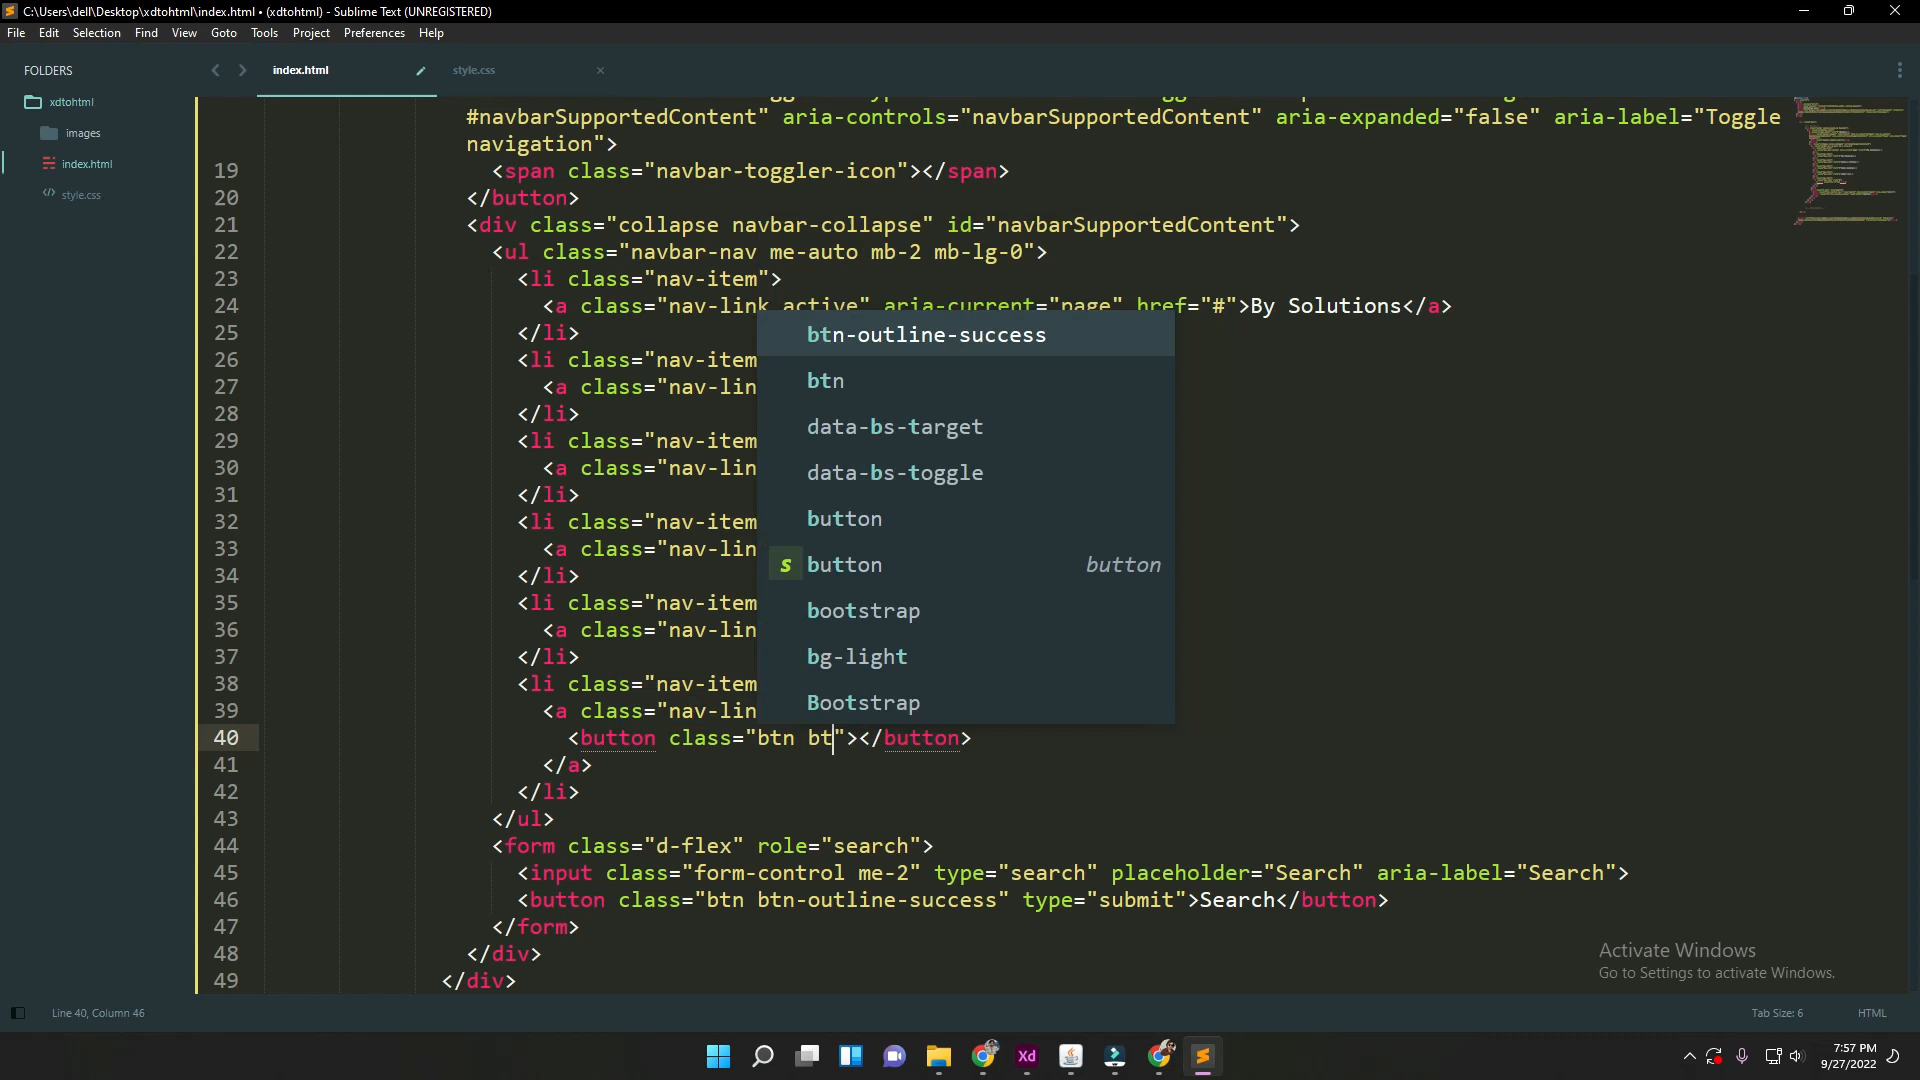 C:\Users\dell\Desktop\xdtohtml\index.html • (xdtohtml) - Sublime Text (UNREGISTERED)
File Edit Selection Find View Goto Tools Project Preferences Help
FOLDERS
xdtohtml
images
index.html
style.css
index.html
style.css
#navbarSupportedContent" aria-controls="navbarSupportedContent" aria-expanded="false" aria-label="Toggle
navigation">
19 <span class="navbar-toggler-icon"></span>
20 </button>
21 <div class="collapse navbar-collapse" id="navbarSupportedContent">
22 <ul class="navbar-nav me-auto mb-2 mb-lg-0">
23 <li class="nav-item">
24 <a class="nav-link active" aria-current="page" href="#">By Solutions</a>
25 </li>
26 <li class="nav-item
27 <a class="nav-lin
28 </li>
29 <li class="nav-item
30 <a class="nav-lin
31 </li>
32 <li class="nav-item
33 <a class="nav-lin
34 </li>
35 <li class="nav-item
36 <a class="nav-lin
37 </li>
38 <li class="nav-item
39 <a class="nav-lin
40 <button class="btn bt"></button>
41 </a>
42 </li>
43 </ul>
44 <form class="d-flex" role="search">
45 <input class="form-control me-2" type="search" placeholder="Search" aria-label="Search">
46 <button class="btn btn-outline-success" type="submit">Search</button>
47 </form>
48 </div>
49 </div>
btn-outline-success
btn
data-bs-target
data-bs-toggle
button
s button button
bootstrap
bg-light
Bootstrap
Activate Windows
Go to Settings to activate Windows.
Line 40, Column 46
Tab Size: 6 HTML
Xd
7:57 PM
9/27/2022